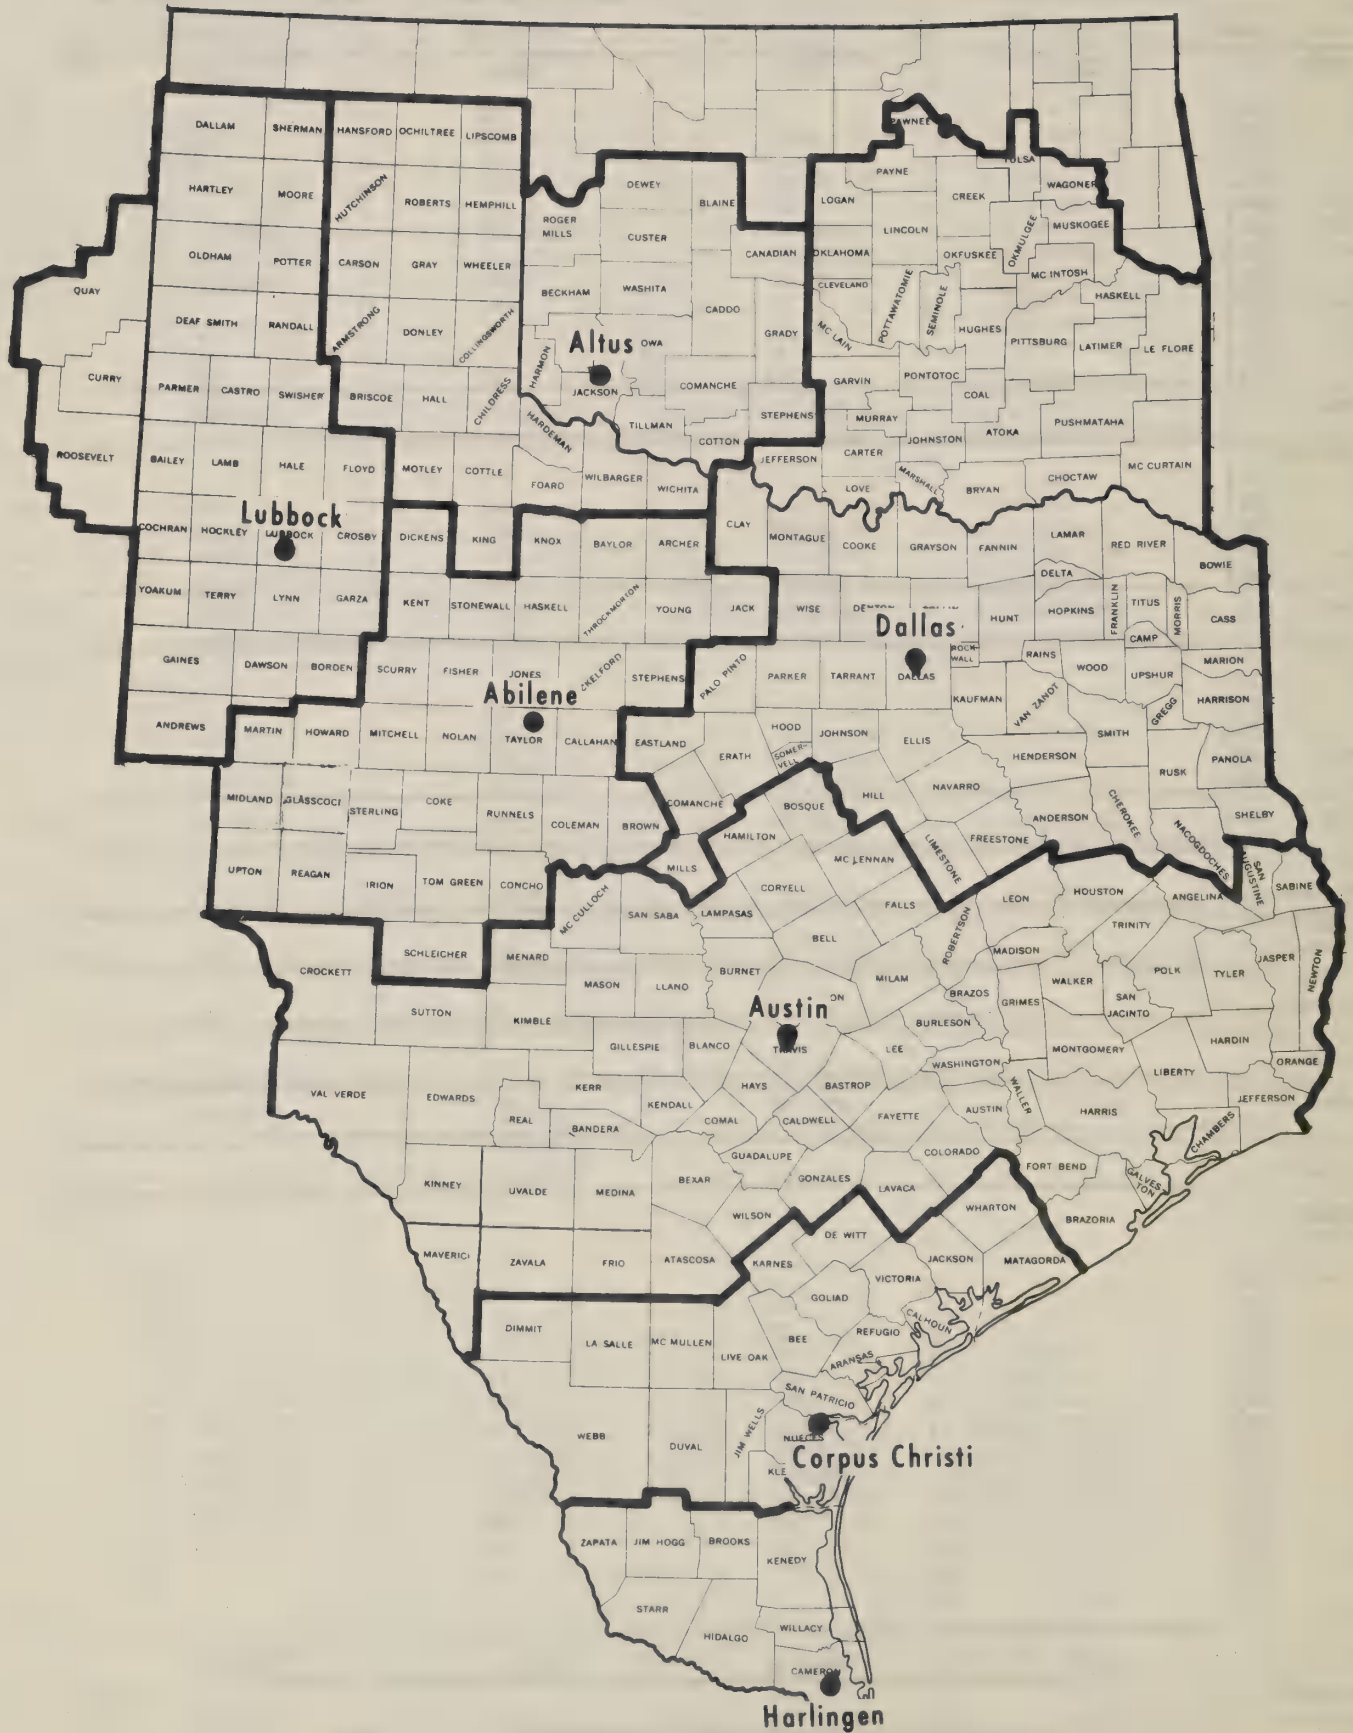 DALLAM SHERMAN HANSFORD OCHILTREE LIPSCOMB
PAWNEE
TULSA
PAYNE
HARTLEY MOORE HUTCHINSON ROBERTS HEMPHILL
DEWEY BLAINE
LOGAN CREEK WAGONER
ROGER
MILLS
CUSTER
LINCOLN OKMULGEE MUSKOGEE
OLDHAM POTTER CARSON GRAY WHEELER
CANADIAN OKLAHOMA OKFUSKEE
MC INTOSH
QUAY
BECKHAM WASHITA CADDO
CLEVELAND POTTAWATOMIE SEMINOLE HASKELL
DEAF SMITH RANDALL ARMSTRONG DONLEY COLLINGSWORTH
GRADY MC LAIN HUGHES PITTSBURG LATIMER LE FLORE
Altus OWA
HARMON JACKSON
CURRY PARMER CASTRO SWISHER BRISCOE HALL CHILDRESS
COMANCHE GARVIN PONTOTOC COAL
STEPHENS MURRAY JOHNSTON ATOKA PUSHMATAHA
HARDEMAN TILLMAN COTTON
JEFFERSON CARTER MARSHALL
ROOSEVELT BAILEY LAMB HALE FLOYD MOTLEY COTTLE
FOARD WILBARGER WICHITA
LOVE BRYAN CHOCTAW MC CURTAIN
Lubbock
COCHRAN HOCKLEY LUBBOCK CROSBY DICKENS KING KNOX BAYLOR ARCHER
CLAY MONTAGUE COOKE GRAYSON FANNIN LAMAR RED RIVER BOWIE
DELTA
YOAKUM TERRY LYNN GARZA KENT STONEWALL HASKELL THROCKMORTON YOUNG JACK
WISE HUNT HOPKINS FRANKLIN TITUS MORRIS CASS
Dallas
CAMP
GAINES DAWSON BORDEN SCURRY FISHER JONES CKELFORD STEPHENS
PALO PINTO PARKER TARRANT DALLAS
ROCK
WALL
RAINS WOOD UPSHUR MARION
KAUFMAN VAN ZANDT GREGG HARRISON
Abilene
ANDREWS MARTIN HOWARD MITCHELL NOLAN TAYLOR CALLAHAN EASTLAND
ERATH HOOD
SOMER-
VELL
JOHNSON ELLIS HENDERSON SMITH RUSK PANOLA
MIDLAND GLASSCOCI STERLING COKE RUNNELS COLEMAN BROWN COMANCHE
HAMILTON BOSQUE HILL NAVARRO ANDERSON CHEROKEE SHELBY
LIMESTONE FREESTONE NACOGDOCHES
UPTON REAGAN IRION TOM GREEN CONCHO MC CULLOCH MILLS
CORYELL MC LENNAN
SAN
AUGUSTINE
SABINE
SAN SABA LAMPASAS FALLS LEON HOUSTON ANGELINA
CROCKETT SCHLEICHER MENARD BELL ROBERTSON TRINITY
MADISON JASPER NEWTON
MASON LLANO BURNET MILAM WALKER POLK TYLER
SUTTON KIMBLE
Austin ON
BRAZOS GRIMES
SAN
JACINTO
BURLESON
GILLESPIE BLANCO TRAVIS LEE MONTGOMERY HARDIN
WASHINGTON LIBERTY ORANGE
VAL VERDE EDWARDS REAL KERR KENDALL HAYS BASTROP
WALLER HARRIS JEFFERSON
BANDERA COMAL CALDWELL FAYETTE AUSTIN CHAMBERS
GUADALUPE COLORADO FORT BEND
KINNEY UVALDE MEDINA BEXAR GONZALES LAVACA
GALVES
TON
WILSON WHARTON BRAZORIA
DE WITT
MAVERICI ZAVALA FRIO ATASCOSA KARNES JACKSON MATAGORDA
VICTORIA
GOLIAD
CALHOUN
DIMMIT LA SALLE MC MULLEN LIVE OAK BEE REFUGIO
ARANSAS
SAN PATRICIO
WEBB DUVAL JIM WELLS NUECES
Corpus Christi
KLE
ZAPATA JIM HOGG BROOKS KENEDY
STARR HIDALGO WILLACY
CAMERON
Harlingen